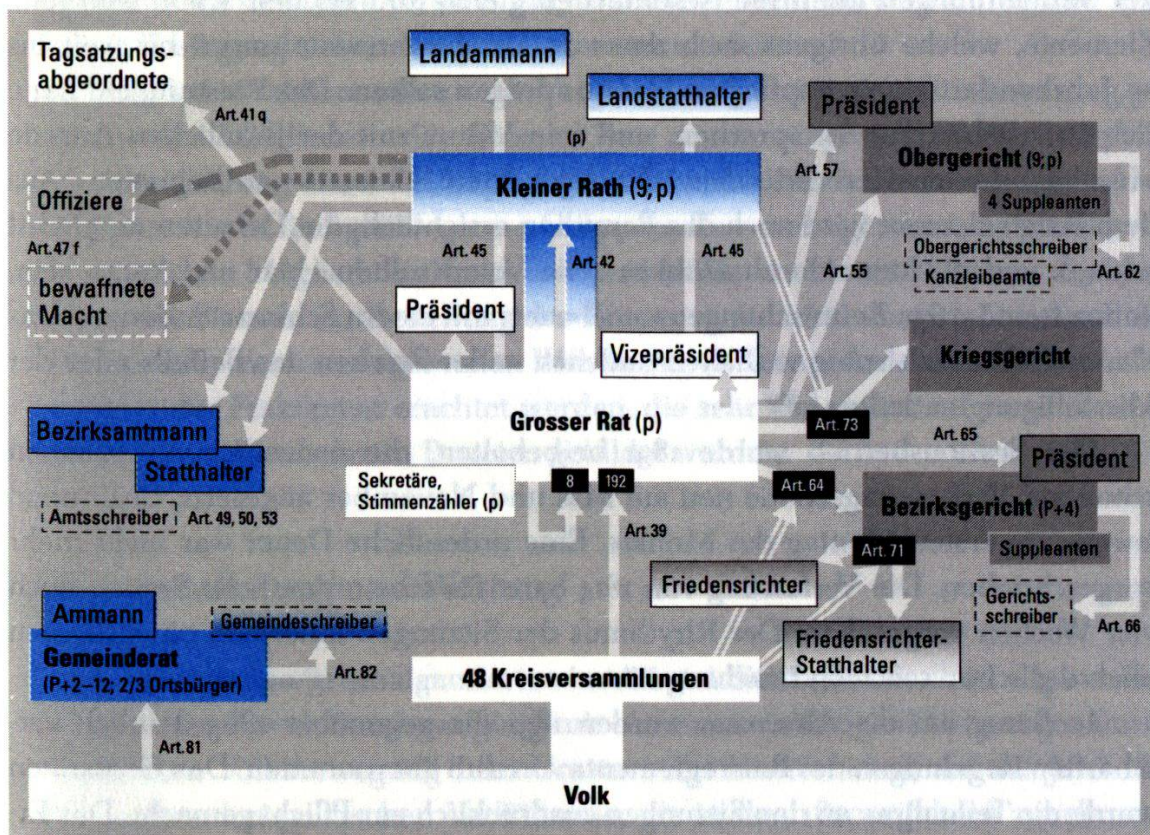 Tagsatzungs-
abgeordnete
Landammann
Landstatthalter
Präsident
Art. 41 q
(p)
Obergericht (9; p)
Art. 57
Kleiner Rath (9; p)
Offiziere
4 Suppleanten
Art. 47 f
Art. 45
Art. 42
Art. 45
Art. 55
Obergerichtsschreiber
Kanzleibeamte
Art. 62
bewaffnete
Macht
Präsident
Vizepräsident
Kriegsgericht
Grosser Rat (p)
Art. 73
Bezirksamtmann
Statthalter
Art. 65
Präsident
Sekretäre,
Stimmenzähler (p)
8
192
Art. 64
Bezirksgericht (P+4)
Amtsschreiber
Art. 49, 50, 53
Art. 39
Art. 71
Suppleanten
Friedensrichter
Ammann
Gemeindeschreiber
Gerichts-
schreiber
Art. 66
Gemeinderat
(P+2–12; 2/3 Ortsbürger)
Art. 82
48 Kreisversammlungen
Friedensrichter-
Statthalter
Art. 81
Volk